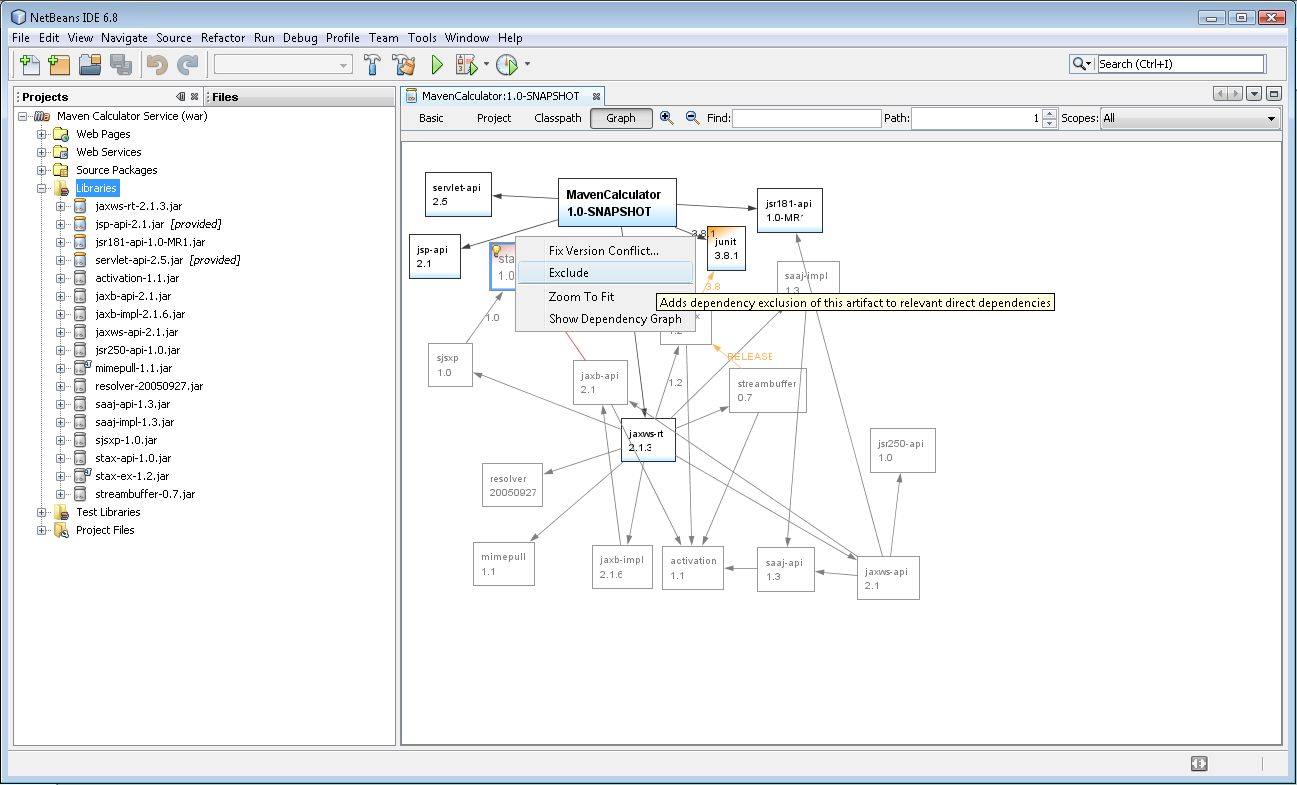 NetBeans IDE 6.8
File Edit View Navigate Source Refactor Run Debug Profile Team Tools Window Help
Search (Ctrl+I)
Projects
Files
Maven Calculator Service (war)
Web Pages
Web Services
Source Packages
Libraries
jaxws-rt-2.1.3.jar
jsp-api-2.1.jar [provided]
jsr181-api-1.0-MR1.jar
servlet-api-2.5.jar [provided]
activation-1.1.jar
jaxb-api-2.1.jar
jaxb-impl-2.1.6.jar
jaxws-api-2.1.jar
jsr250-api-1.0.jar
mimepull-1.1.jar
resolver-20050927.jar
saaj-api-1.3.jar
saaj-impl-1.3.jar
sjsxp-1.0.jar
stax-api-1.0.jar
stax-ex-1.2.jar
streambuffer-0.7.jar
Test Libraries
Project Files
MavenCalculator:1.0-SNAPSHOT
Basic Project Classpath Graph Find: Path: 1 Scopes: All
servlet-api
2.5
MavenCalculator
1.0-SNAPSHOT
jsr181-api
1.0-MR1
jsp-api
2.1
3.8.1
junit
3.8.1
sta
1.0
Fix Version Conflict...
Exclude
Zoom To Fit
Show Dependency Graph
saaj-impl
1.3
3.8
Adds dependency exclusion of this artifact to relevant direct dependencies
1.0
x
1.2
RELEASE
sjsxp
1.0
jaxb-api
2.1
1.2
streambuffer
0.7
jaxws-rt
2.1.3
jsr250-api
1.0
resolver
20050927
mimepull
1.1
jaxb-impl
2.1.6
activation
1.1
saaj-api
1.3
jaxws-api
2.1